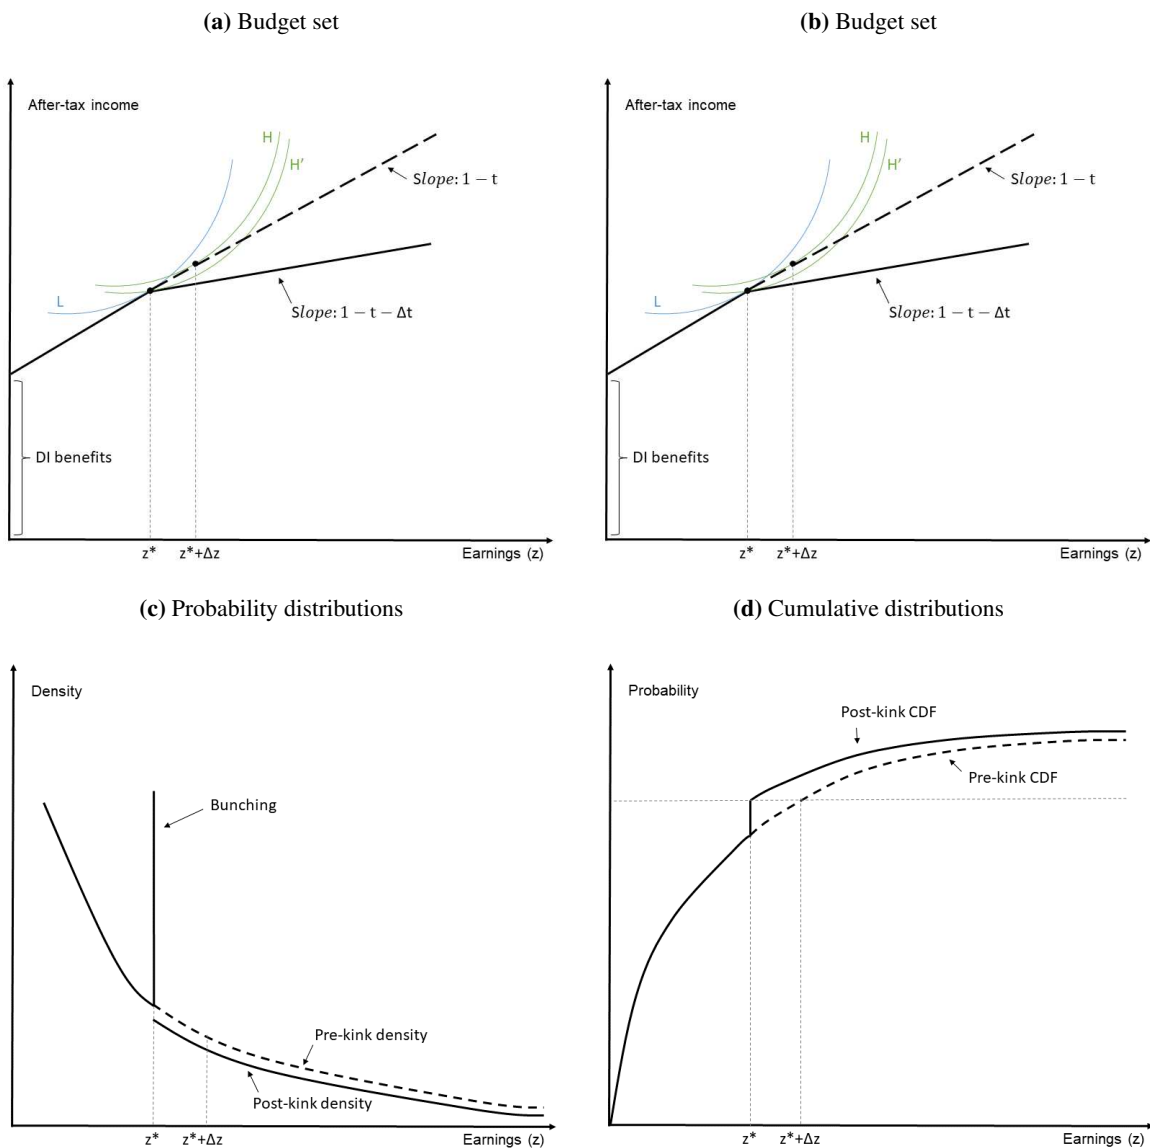 (a) Budget set
After-tax income
H
H′
Slope: 1 − t
L
Slope: 1 − t − Δt
DI benefits
z*
z*+Δz
Earnings (z)
(b) Budget set
After-tax income
H
H′
Slope: 1 − t
L
Slope: 1 − t − Δt
DI benefits
z*
z*+Δz
Earnings (z)
(c) Probability distributions
Density
Bunching
Pre-kink density
Post-kink density
z*
z*+Δz
Earnings (z)
(d) Cumulative distributions
Probability
Post-kink CDF
Pre-kink CDF
z*
z*+Δz
Earnings (z)